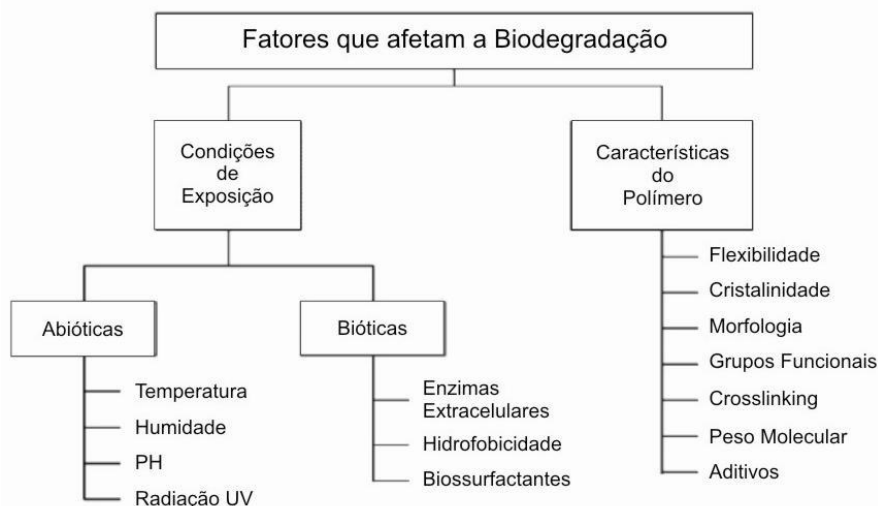 Fatores que afetam a Biodegradação
Condições
de
Exposição
Características
do
Polímero
Abióticas
Bióticas
Temperatura
Humidade
PH
Radiação UV
Enzimas
Extracelulares
Hidrofobicidade
Biossurfactantes
Flexibilidade
Cristalinidade
Morfologia
Grupos Funcionais
Crosslinking
Peso Molecular
Aditivos